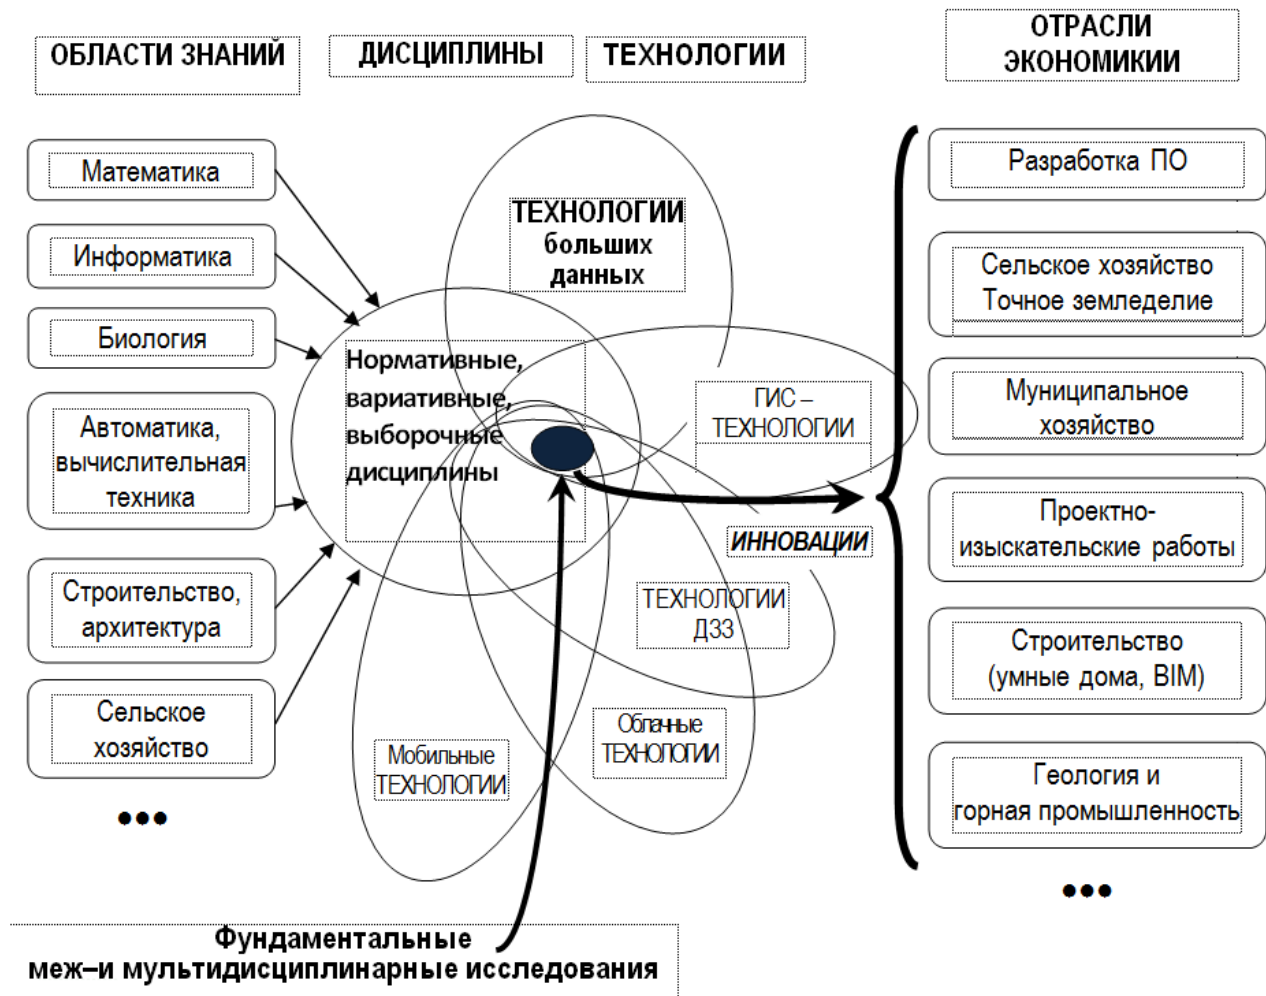 ОБЛАСТИ ЗНАНИЙ
ДИСЦИПЛИНЫ
ТЕХНОЛОГИИ
ОТРАСЛИ
ЭКОНОМИКИИ
Математика
Информатика
Биология
Автоматика,
вычислительная
техника
Строительство,
архитектура
Сельское
хозяйство
•••
Нормативные,
вариативные,
выборочные
дисциплины
ТЕХНОЛОГИИ
больших
данных
ГИС –
ТЕХНОЛОГИИ
ИННОВАЦИИ
ТЕХНОЛОГИИ
ДЗЗ
Облачные
ТЕХНОЛОГИИ
Мобильные
ТЕХНОЛОГИИ
Разработка ПО
Сельское хозяйство
Точное земледелие
Муниципальное
хозяйство
Проектно-
изыскательские работы
Строительство
(умные дома, BIM)
Геология и
горная промышленность
•••
Фундаментальные
меж–и мультидисциплинарные исследования